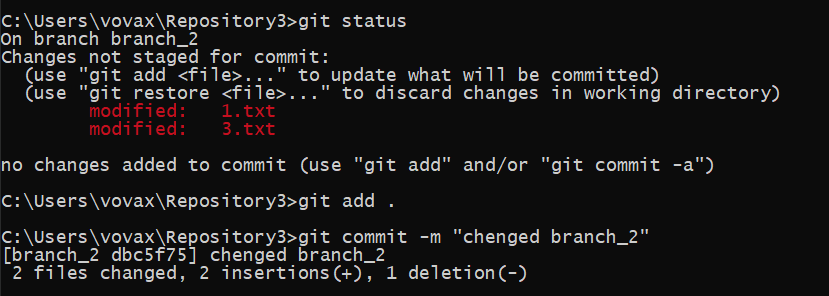 C:\Users\vovax\Repository3>git status
On branch branch_2
Changes not staged for commit:
  (use "git add <file>..." to update what will be committed)
  (use "git restore <file>..." to discard changes in working directory)
        modified:   1.txt
        modified:   3.txt

no changes added to commit (use "git add" and/or "git commit -a")

C:\Users\vovax\Repository3>git add .

C:\Users\vovax\Repository3>git commit -m "chenged branch_2"
[branch_2 dbc5f75] chenged branch_2
 2 files changed, 2 insertions(+), 1 deletion(-)